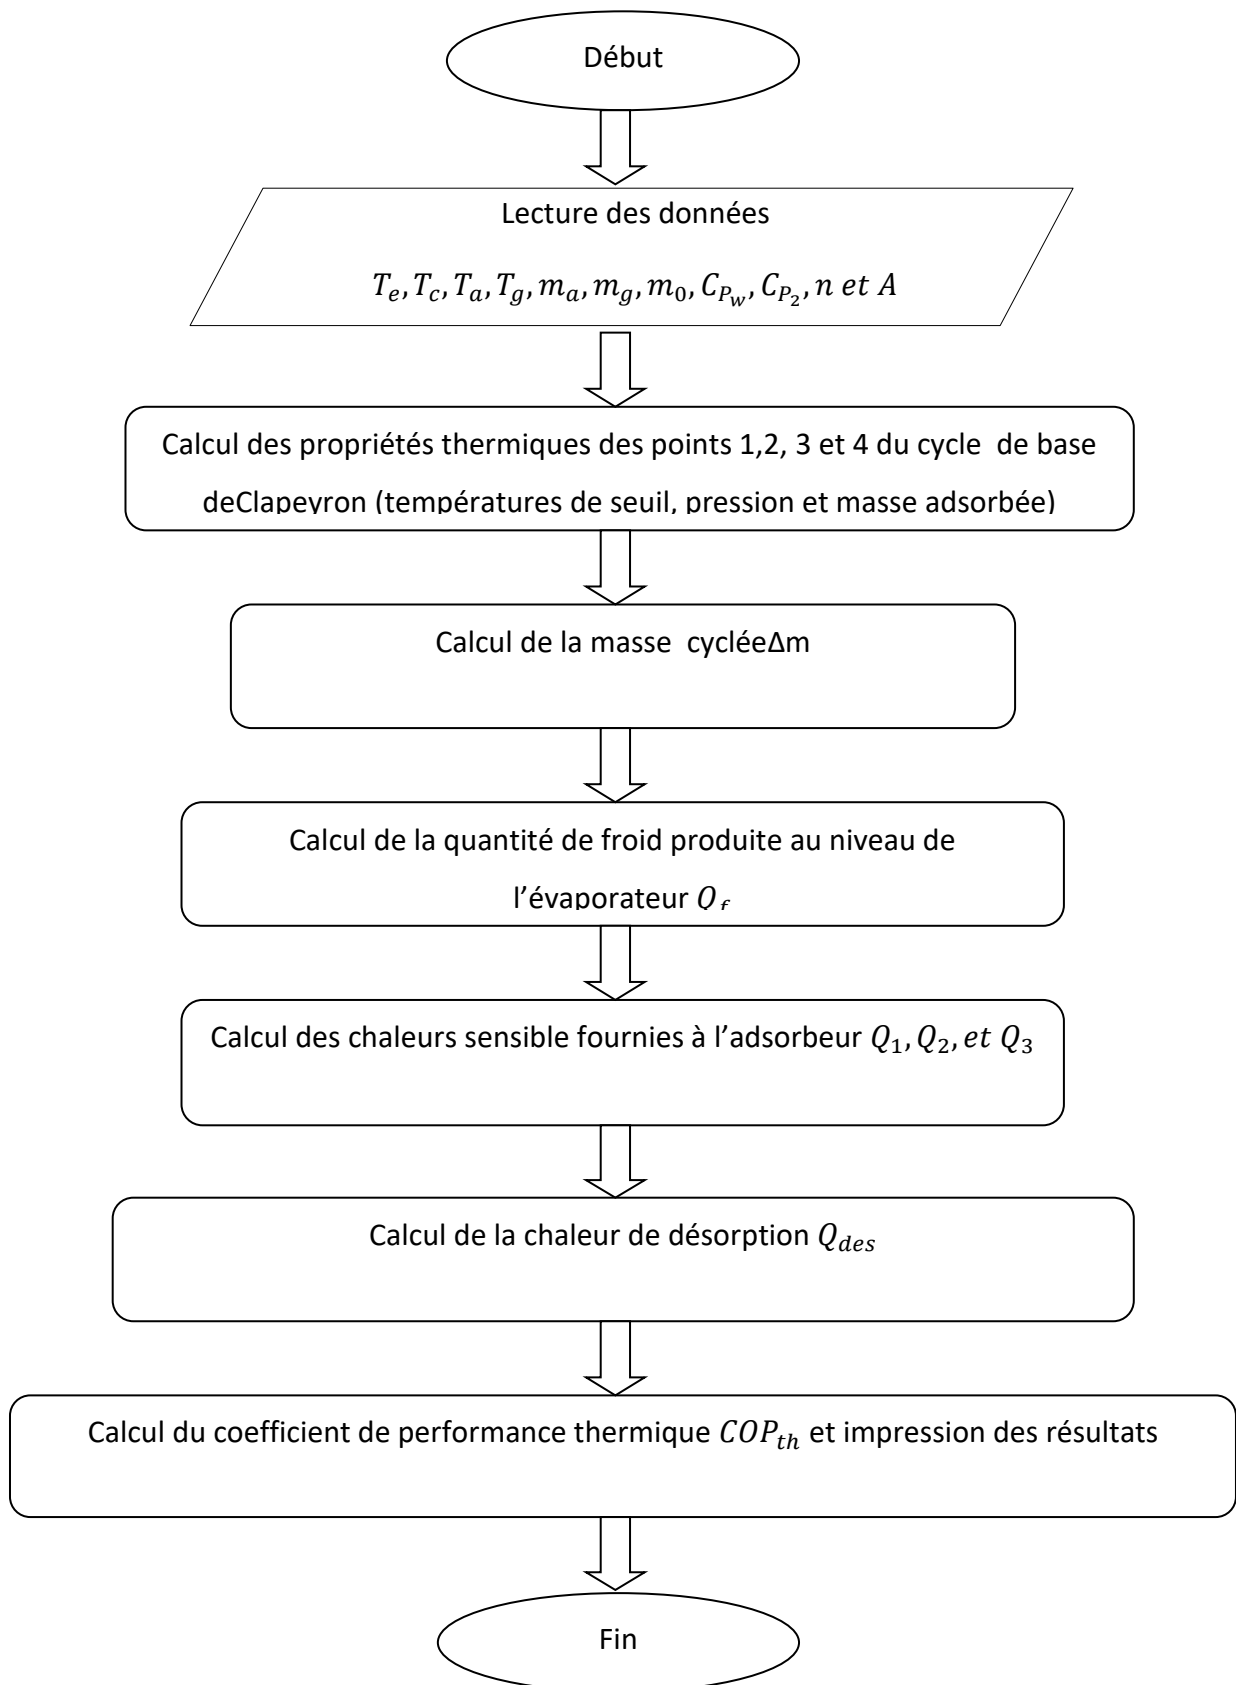 Début
Lecture des données
T_e, T_c, T_a, T_g, m_a, m_g, m_0, C_{P_w}, C_{P_2}, n et A
Calcul des propriétés thermiques des points 1,2, 3 et 4 du cycle de base
deClapeyron (températures de seuil, pression et masse adsorbée)
Calcul de la masse cycléeΔm
Calcul de la quantité de froid produite au niveau de
l’évaporateur Q_f
Calcul des chaleurs sensible fournies à l’adsorbeur Q_1, Q_2, et Q_3
Calcul de la chaleur de désorption Q_{des}
Calcul du coefficient de performance thermique COP_{th} et impression des résultats
Fin